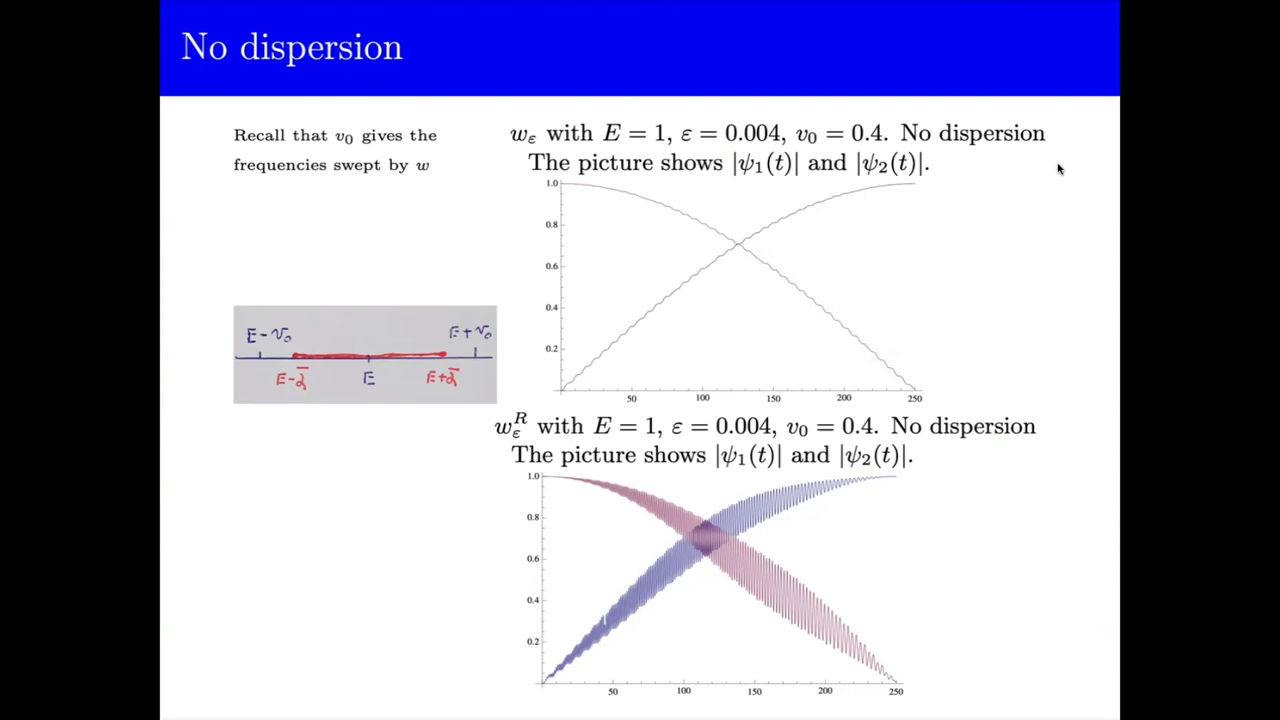 No dispersion
Recall that v₀ gives the
frequencies swept by w
w_ε with E = 1, ε = 0.004, v₀ = 0.4. No dispersion
The picture shows |ψ₁(t)| and |ψ₂(t)|.
1.0
0.8
0.6
0.4
0.2
50 100 150 200 250
E-v₀ E+v₀
E E
w_ε^R with E = 1, ε = 0.004, v₀ = 0.4. No dispersion
The picture shows |ψ₁(t)| and |ψ₂(t)|.
1.0
0.8
0.6
0.4
0.2
50 100 150 200 250